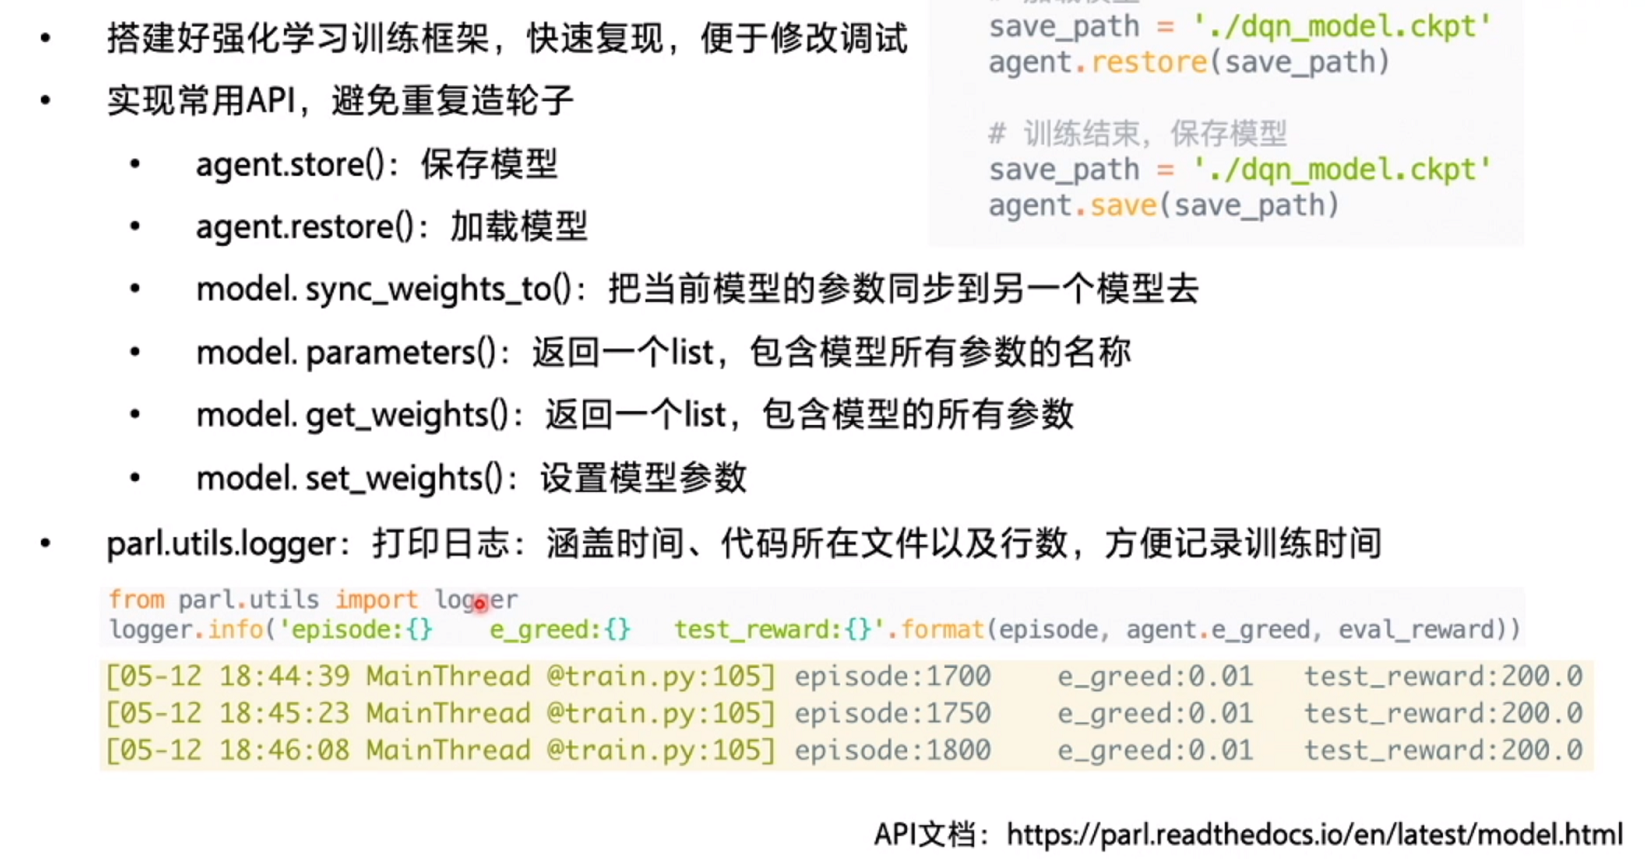 • 搭建好强化学习训练框架，快速复现，便于修改调试
• 实现常用API，避免重复造轮子
• agent.store()：保存模型
• agent.restore()：加载模型
• model. sync_weights_to()：把当前模型的参数同步到另一个模型去
• model. parameters()：返回一个list，包含模型所有参数的名称
• model. get_weights()：返回一个list，包含模型的所有参数
• model. set_weights()：设置模型参数
# 加载模型
save_path = './dqn_model.ckpt'
agent.restore(save_path)
# 训练结束，保存模型
save_path = './dqn_model.ckpt'
agent.save(save_path)
• parl.utils.logger：打印日志：涵盖时间、代码所在文件以及行数，方便记录训练时间
from parl.utils import logger
logger.info('episode:{}    e_greed:{}   test_reward:{}'.format(episode, agent.e_greed, eval_reward))
[05-12 18:44:39 MainThread @train.py:105] episode:1700    e_greed:0.01   test_reward:200.0
[05-12 18:45:23 MainThread @train.py:105] episode:1750    e_greed:0.01   test_reward:200.0
[05-12 18:46:08 MainThread @train.py:105] episode:1800    e_greed:0.01   test_reward:200.0
API文档：https://parl.readthedocs.io/en/latest/model.html